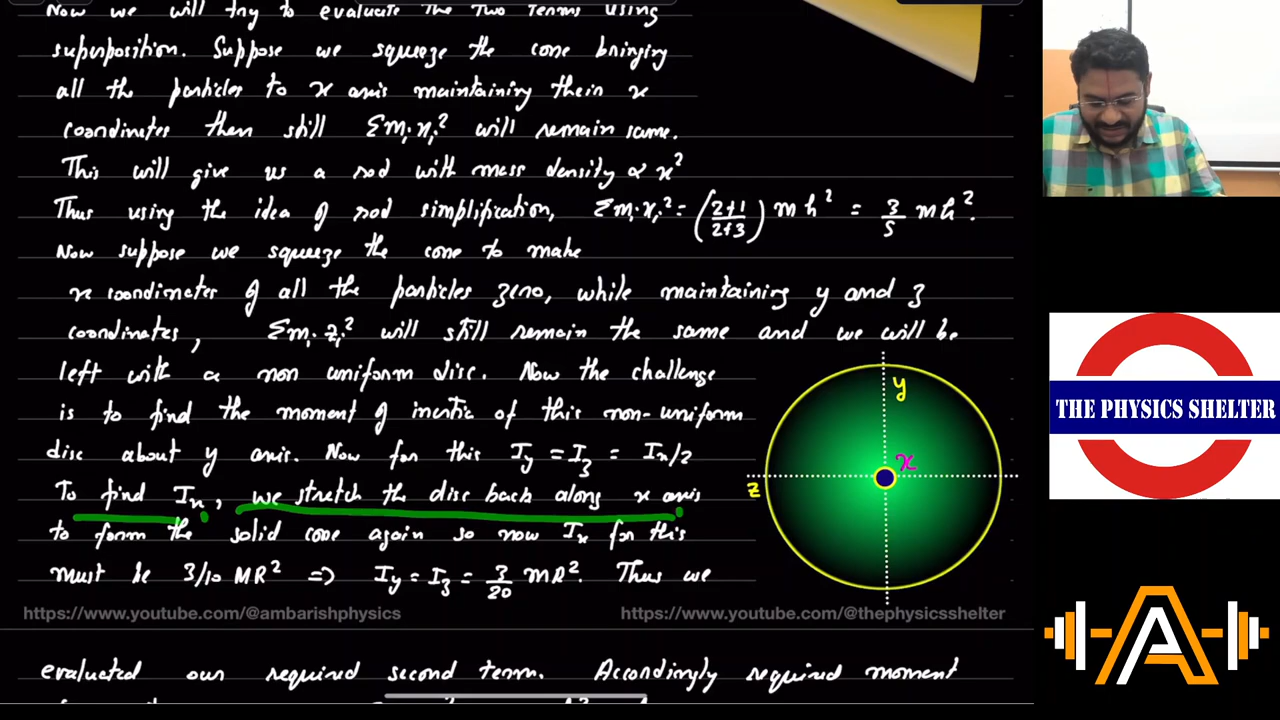 Now we will try to evaluate the two terms using
superposition. Suppose we squeeze the cone bringing
all the particles to x axis maintaining their x
coordinates then still Σmᵢxᵢ² will remain same.
This will give us a rod with mass density ∝ x²
Thus using the idea of rod simplification, Σmᵢxᵢ² = (2+1/2+3) mh² = 3/5 mh².
Now suppose we squeeze the cone to make
x coordinates of all the particles zero, while maintaining y and z
coordinates, Σmᵢzᵢ² will still remain the same and we will be
left with a non uniform disc. Now the challenge
is to find the moment of inertia of this non-uniform
disc about y axis. Now for this Iy = Iz = Ix/2
To find Ix, we stretch the disc back along x axis
to form the solid cone again so now Ix for this
must be 3/10 MR² ⇒ Iy = Iz = 3/20 mR². Thus we
y
x
z
https://www.youtube.com/@ambarishphysics
https://www.youtube.com/@thephysicsshelter
evaluated our required second term. Accordingly required moment
THE PHYSICS SHELTER